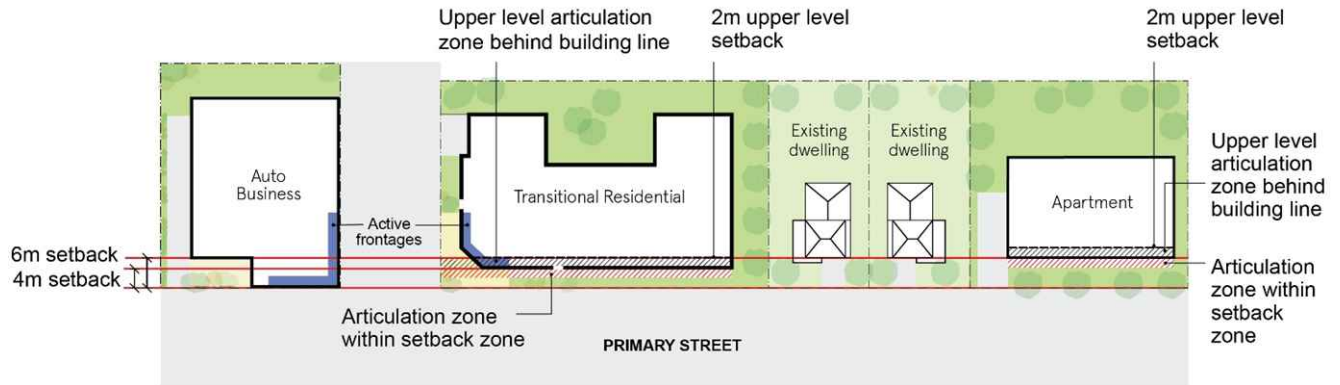 Upper level articulation
zone behind building line
2m upper level
setback
2m upper level
setback
Existing
dwelling
Existing
dwelling
Upper level
articulation
zone behind
building line
Auto
Business
Transitional Residential
Apartment
Active
frontages
6m setback
4m setback
Articulation zone
within setback zone
Articulation
zone within
setback
zone
PRIMARY STREET